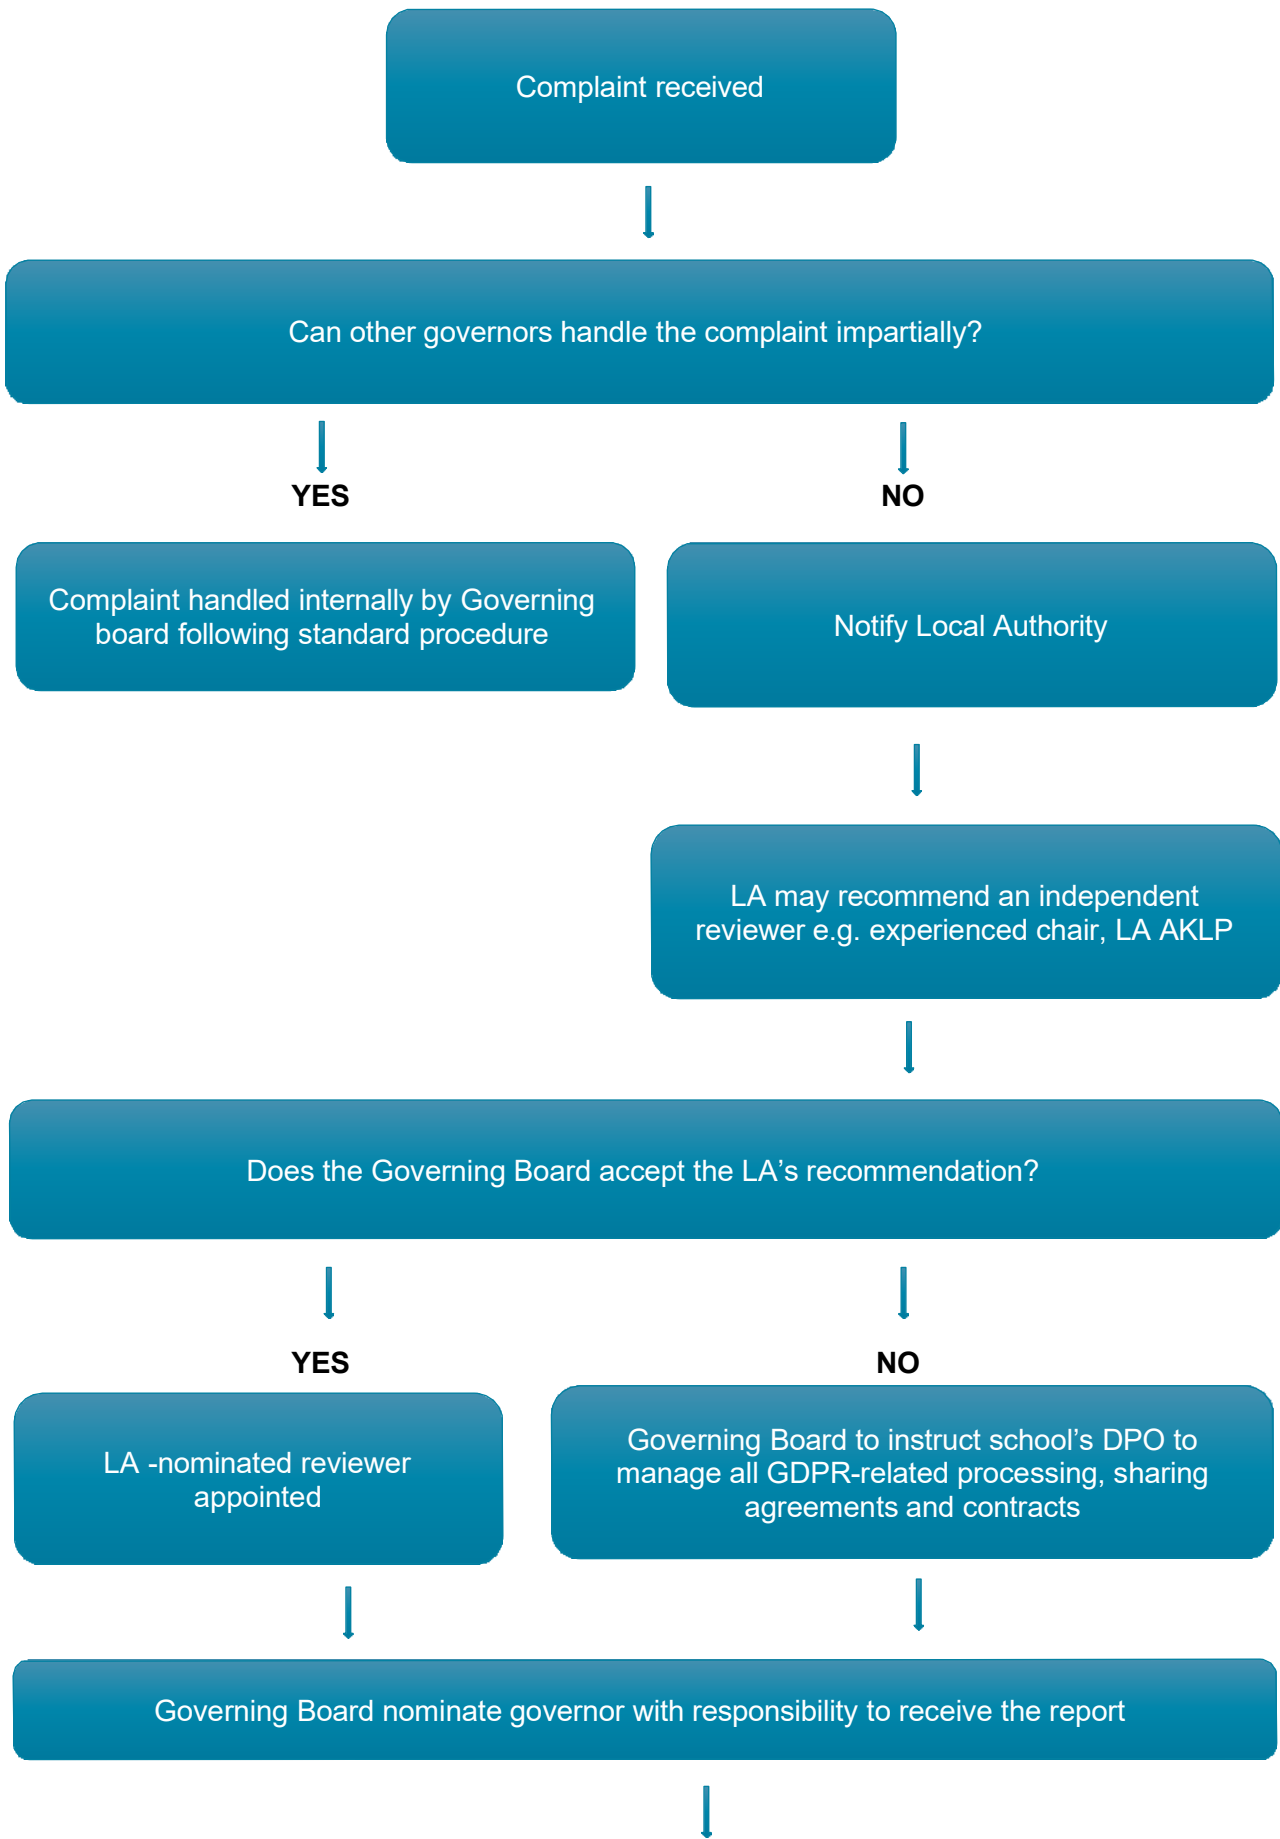 Complaint received
Can other governors handle the complaint impartially?
YES
NO
Complaint handled internally by Governing
board following standard procedure
Notify Local Authority
LA may recommend an independent
reviewer e.g. experienced chair, LA AKLP
Does the Governing Board accept the LA’s recommendation?
YES
NO
LA -nominated reviewer
appointed
Governing Board to instruct school’s DPO to
manage all GDPR-related processing, sharing
agreements and contracts
Governing Board nominate governor with responsibility to receive the report